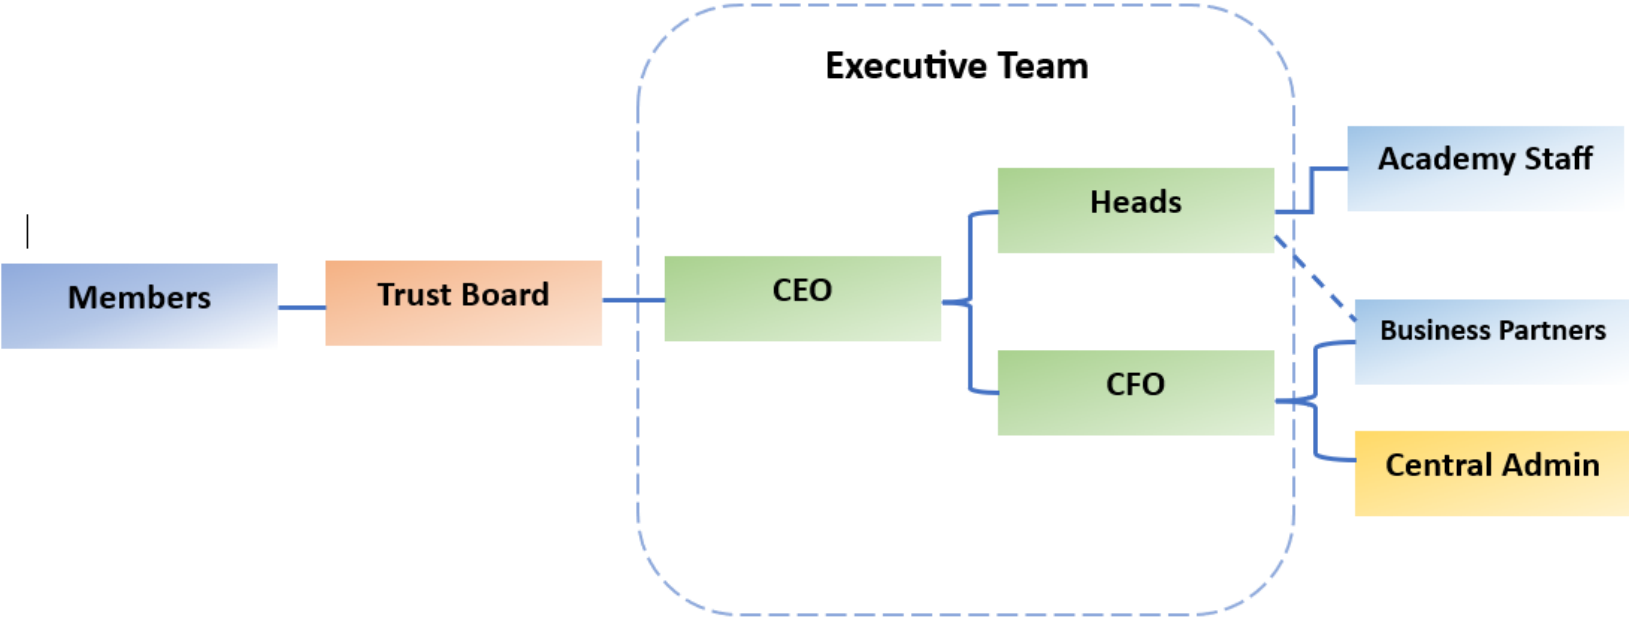 Executive Team
Members
Trust Board
CEO
Heads
CFO
Academy Staff
Business Partners
Central Admin